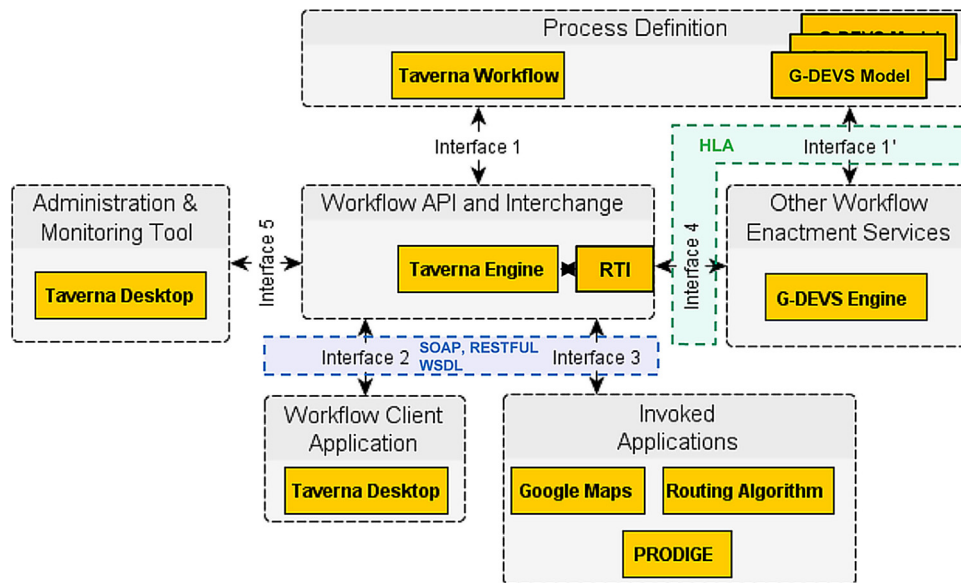 Process Definition
Taverna Workflow
G-DEVS Model
G-DEVS Model
Interface 1
HLA
Interface 1'
Administration &
Monitoring Tool
Taverna Desktop
Interface 5
Workflow API and Interchange
Taverna Engine
RTI
Interface 4
Other Workflow
Enactment Services
G-DEVS Engine
Interface 2
SOAP, RESTFUL
WSDL
Interface 3
Workflow Client
Application
Taverna Desktop
Invoked
Applications
Google Maps
Routing Algorithm
PRODIGE